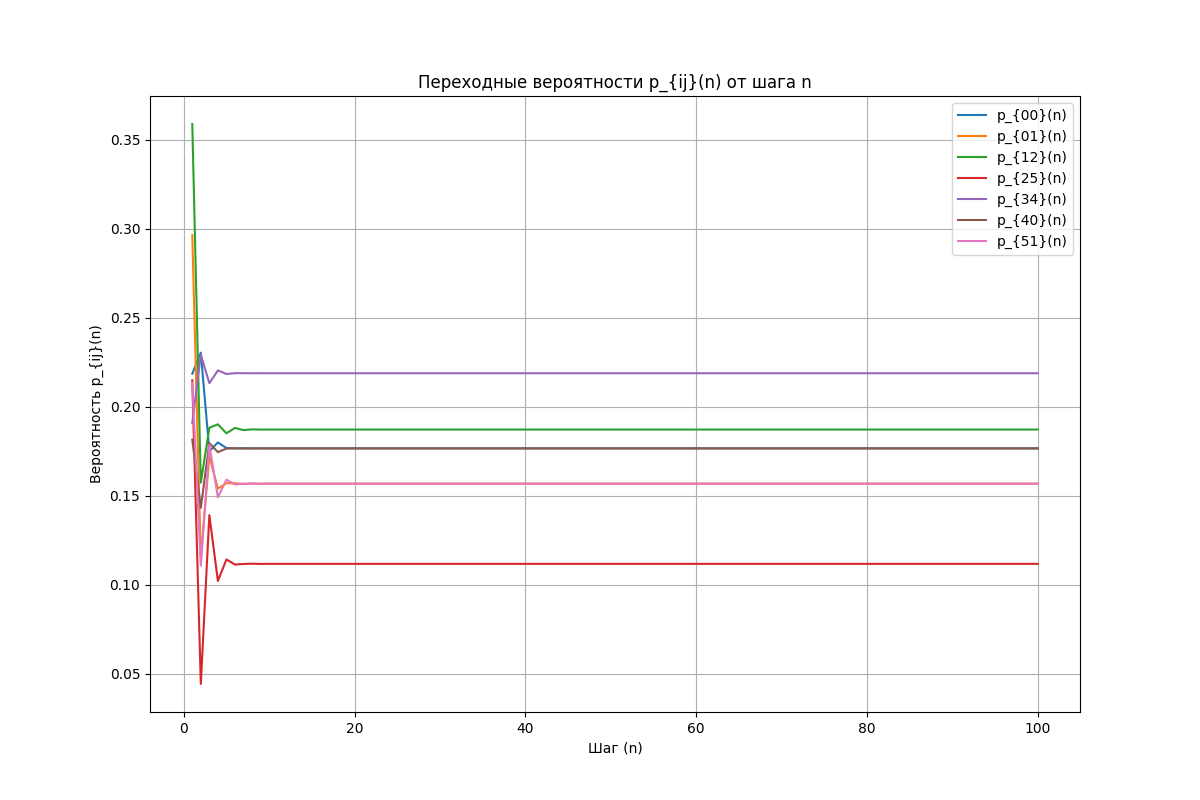 Переходные вероятности p_{ij}(n) от шага n
p_{00}(n)
p_{01}(n)
p_{12}(n)
p_{25}(n)
p_{34}(n)
p_{40}(n)
p_{51}(n)
0.35
0.30
0.25
0.20
0.15
0.10
0.05
Вероятность p_{ij}(n)
0 20 40 60 80 100
Шаг (n)